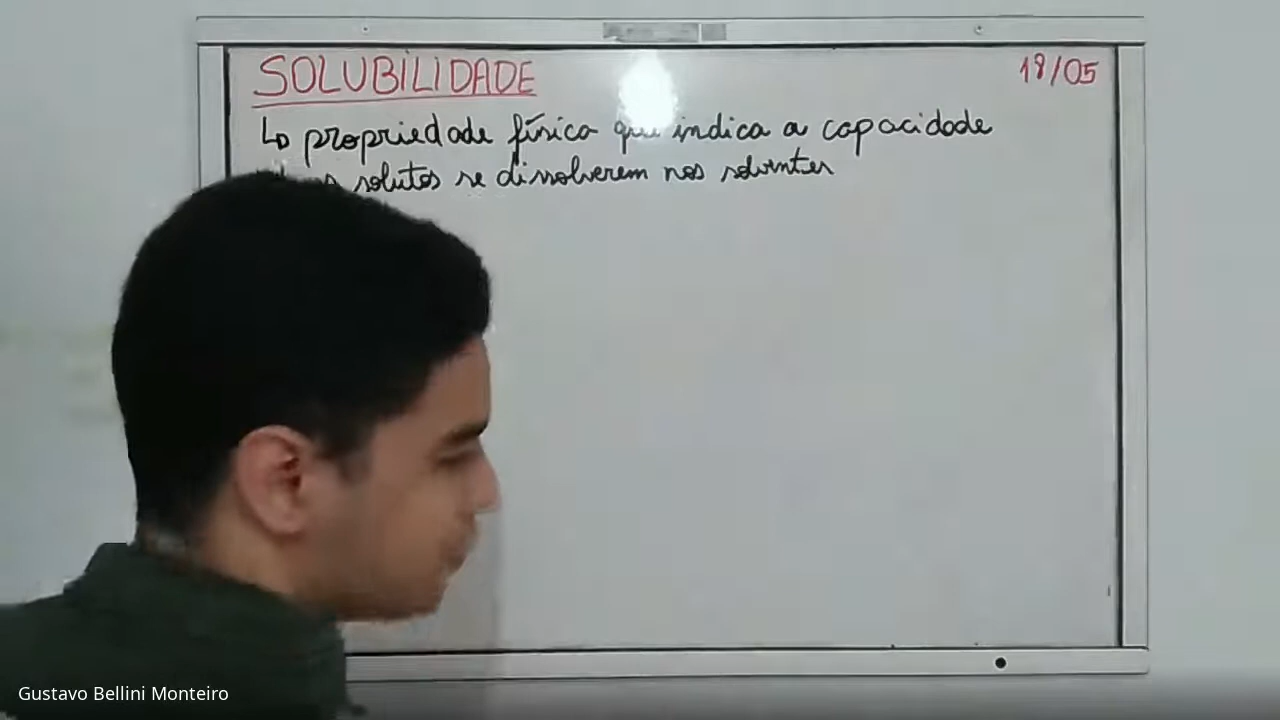 SOLUBILIDADE
18/05
↳ propriedade física que indica a capacidade
solutos se dissolverem nos solventes
Gustavo Bellini Monteiro